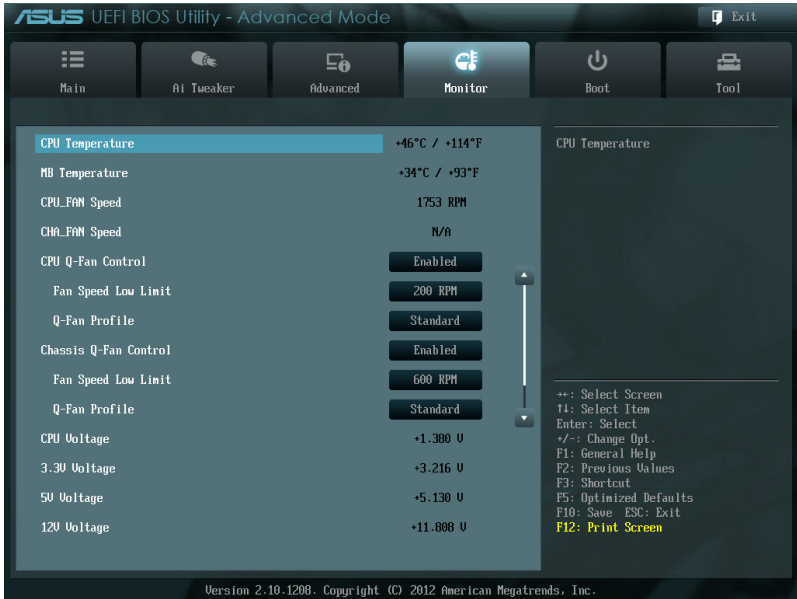 ASUS UEFI BIOS Utility - Advanced Mode
Exit
Main Ai Tweaker Advanced Monitor Boot Tool
CPU Temperature +46°C / +114°F
MB Temperature +34°C / +93°F
CPU_FAN Speed 1753 RPM
CHA_FAN Speed N/A
CPU Q-Fan Control Enabled
Fan Speed Low Limit 200 RPM
Q-Fan Profile Standard
Chassis Q-Fan Control Enabled
Fan Speed Low Limit 600 RPM
Q-Fan Profile Standard
CPU Voltage +1.380 V
3.3V Voltage +3.216 V
5V Voltage +5.130 V
12V Voltage +11.808 V
CPU Temperature
→←: Select Screen
↑↓: Select Item
Enter: Select
+/-: Change Opt.
F1: General Help
F2: Previous Values
F3: Shortcut
F5: Optimized Defaults
F10: Save ESC: Exit
F12: Print Screen
Version 2.10.1208. Copyright (C) 2012 American Megatrends, Inc.